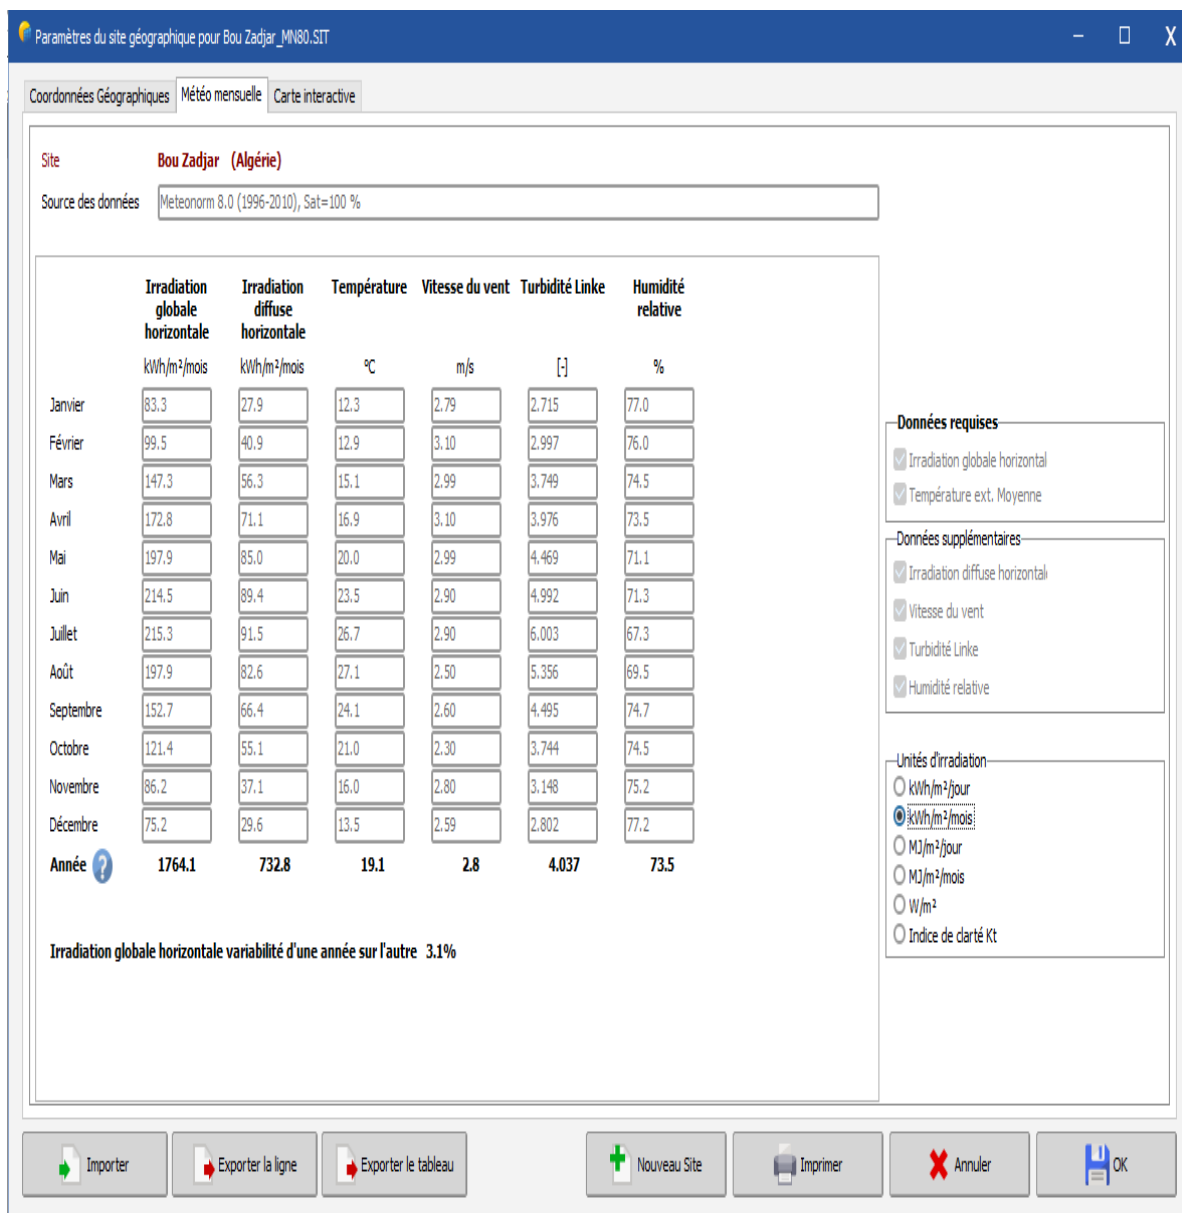 Paramètres du site géographique pour Bou Zadjar_MN80.SIT
Coordonnées Géographiques Météo mensuelle Carte interactive
Site Bou Zadjar (Algérie)
Source des données Meteonorm 8.0 (1996-2010), Sat=100 %
Irradiation Irradiation Température Vitesse du vent Turbidité Linke Humidité
globale diffuse relative
horizontale horizontale
kWh/m²/mois kWh/m²/mois °C m/s [-] %
Janvier 83.3 27.9 12.3 2.79 2.715 77.0
Février 99.5 40.9 12.9 3.10 2.997 76.0
Mars 147.3 56.3 15.1 2.99 3.749 74.5
Avril 172.8 71.1 16.9 3.10 3.976 73.5
Mai 197.9 85.0 20.0 2.99 4.469 71.1
Juin 214.5 89.4 23.5 2.90 4.992 71.3
Juillet 215.3 91.5 26.7 2.90 6.003 67.3
Août 197.9 82.6 27.1 2.50 5.356 69.5
Septembre 152.7 66.4 24.1 2.60 4.495 74.7
Octobre 121.4 55.1 21.0 2.30 3.744 74.5
Novembre 86.2 37.1 16.0 2.80 3.148 75.2
Décembre 75.2 29.6 13.5 2.59 2.802 77.2
Année ? 1764.1 732.8 19.1 2.8 4.037 73.5
Irradiation globale horizontale variabilité d'une année sur l'autre 3.1%
Données requises
Irradiation globale horizontal
Température ext. Moyenne
Données supplémentaires
Irradiation diffuse horizontale
Vitesse du vent
Turbidité Linke
Humidité relative
Unités d'irradiation
kWh/m²/jour
kWh/m²/mois
MJ/m²/jour
MJ/m²/mois
W/m²
Indice de clarté Kt
Importer Exporter la ligne Exporter le tableau Nouveau Site Imprimer Annuler OK